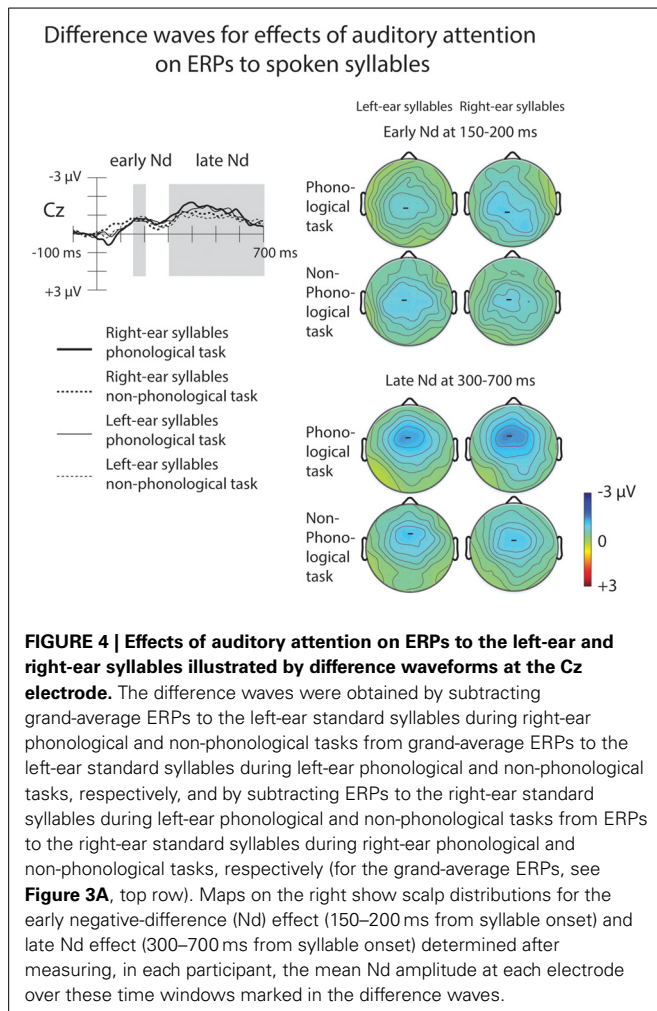 Difference waves for effects of auditory attention
on ERPs to spoken syllables
Left-ear syllables Right-ear syllables
Early Nd at 150-200 ms
early Nd late Nd
-3 µV
Cz
-100 ms
700 ms
+3 µV
Phono-
logical
task
Non-
Phono-
logical
task
Right-ear syllables
phonological task
Right-ear syllables
non-phonological task
Left-ear syllables
phonological task
Left-ear syllables
non-phonological task
Late Nd at 300-700 ms
Phono-
logical
task
Non-
Phono-
logical
task
-3 µV
0
+3
FIGURE 4 | Effects of auditory attention on ERPs to the left-ear and
right-ear syllables illustrated by difference waveforms at the Cz
electrode. The difference waves were obtained by subtracting
grand-average ERPs to the left-ear standard syllables during right-ear
phonological and non-phonological tasks from grand-average ERPs to the
left-ear standard syllables during left-ear phonological and non-phonological
tasks, respectively, and by subtracting ERPs to the right-ear standard
syllables during left-ear phonological and non-phonological tasks from ERPs
to the right-ear standard syllables during right-ear phonological and
non-phonological tasks, respectively (for the grand-average ERPs, see
Figure 3A, top row). Maps on the right show scalp distributions for the
early negative-difference (Nd) effect (150–200 ms from syllable onset) and
late Nd effect (300–700 ms from syllable onset) determined after
measuring, in each participant, the mean Nd amplitude at each electrode
over these time windows marked in the difference waves.